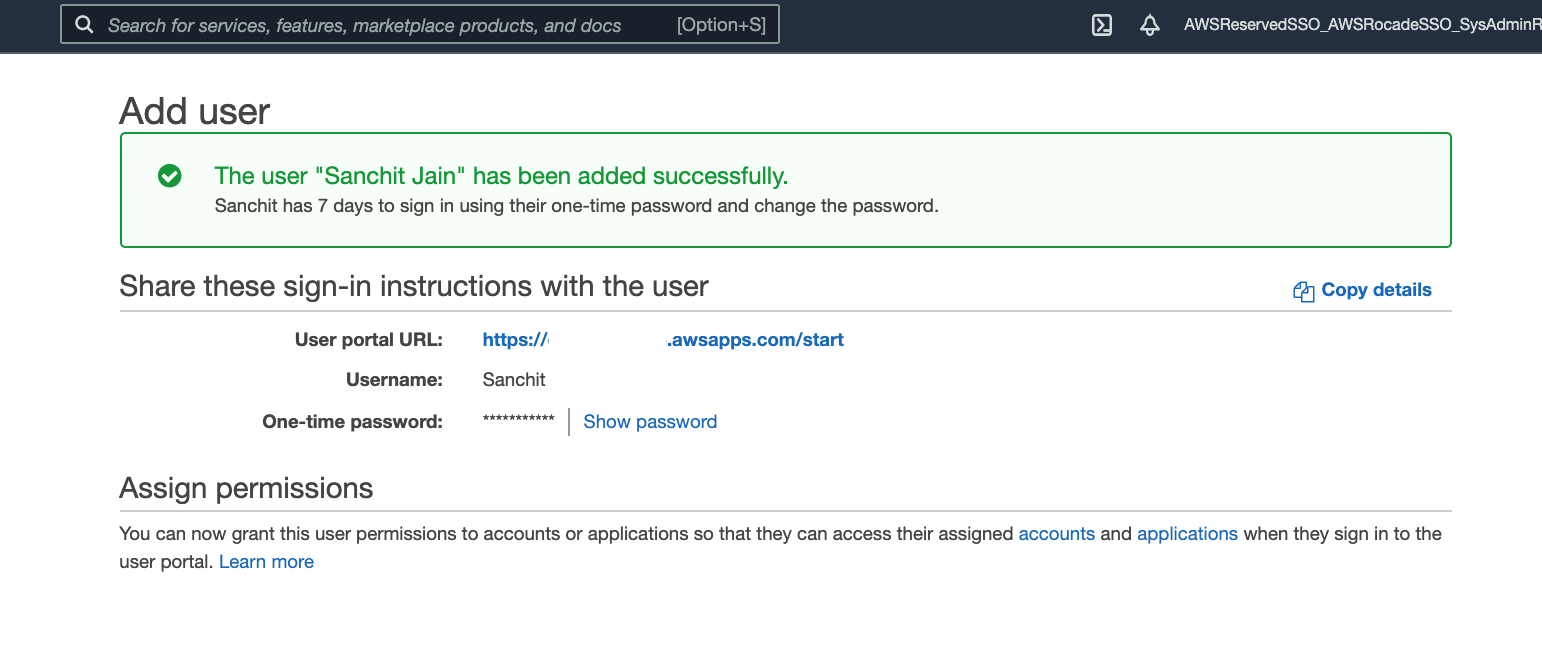 Search for services, features, marketplace products, and docs [Option+S] AWSReservedSSO_AWSRocadeSSO_SysAdminR
Add user
The user "Sanchit Jain" has been added successfully.
Sanchit has 7 days to sign in using their one-time password and change the password.
Share these sign-in instructions with the user Copy details
User portal URL: https:// .awsapps.com/start
Username: Sanchit
One-time password: *********** Show password
Assign permissions
You can now grant this user permissions to accounts or applications so that they can access their assigned accounts and applications when they sign in to the
user portal. Learn more